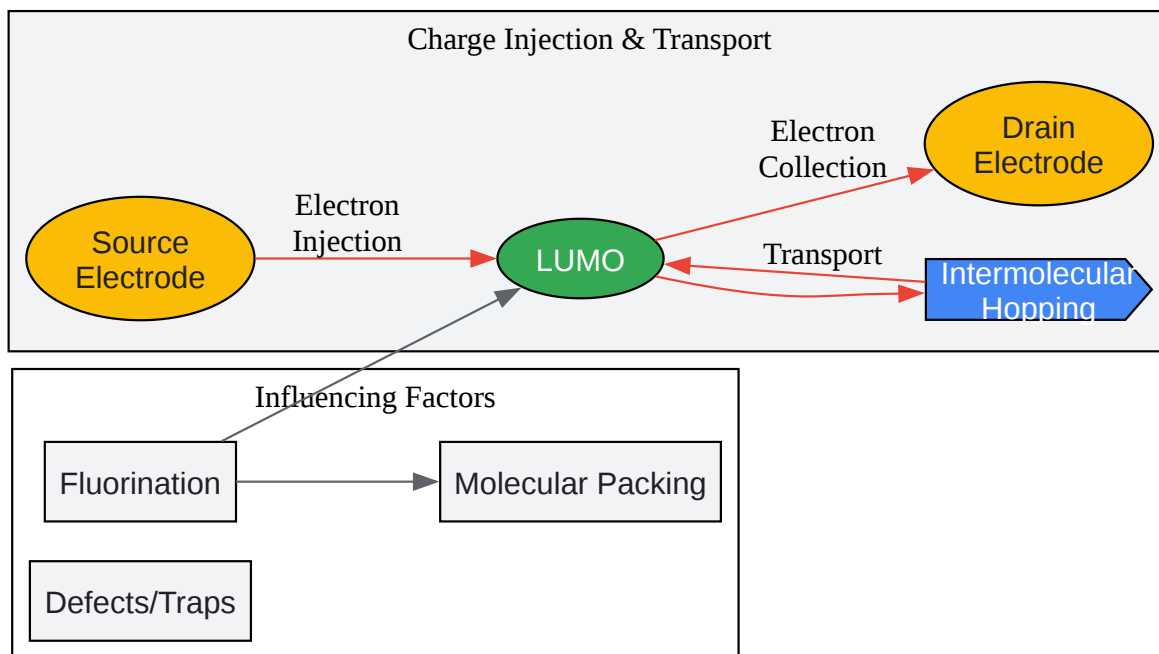 Charge Injection & Transport
Source
Electrode
Electron
Injection
LUMO
Electron
Collection
Drain
Electrode
Transport
Intermolecular
Hopping
Influencing Factors
Fluorination
Molecular Packing
Defects/Traps